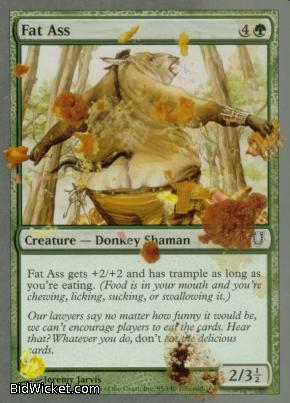 Fat Ass 4
Creature — Donkey Shaman
Fat Ass gets +2/+2 and has trample as long as
you're eating. (Food is in your mouth and you're
chewing, licking, sucking, or swallowing it.)
Our lawyers say no matter how funny it would be,
we can't encourage players to eat the cards. Hear
that? Whatever you do, don't eat the delicious
cards.
Jeremy Jarvis
2/3½
BidWicket.com